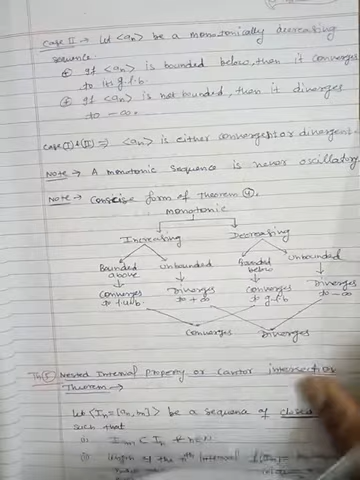 Case II → Let <an> be a monotonically decreasing
sequence.
① If <an> is bounded below, then it converges
to its g.l.b.
② If <an> is not bounded, then it diverges
to -∞.
Case (I) & (II) ⇒ <an> is either convergent or divergent.
Note → A monotonic sequence is never oscillatory.
Note → Concise form of Theorem ④.
Monotonic
Increasing Decreasing
Bounded above Unbounded Bounded below Unbounded
Converges to l.u.b. Diverges to +∞ Converges to g.l.b Diverges to -∞
Converges Diverges
Th ⑤ Nested Interval Property or Cantor intersection
Theorem →
Let <In = [an, bn]> be a sequence of closed
such that
(i) In+1 ⊂ In ∀ n∈N
(ii) length of the nth interval